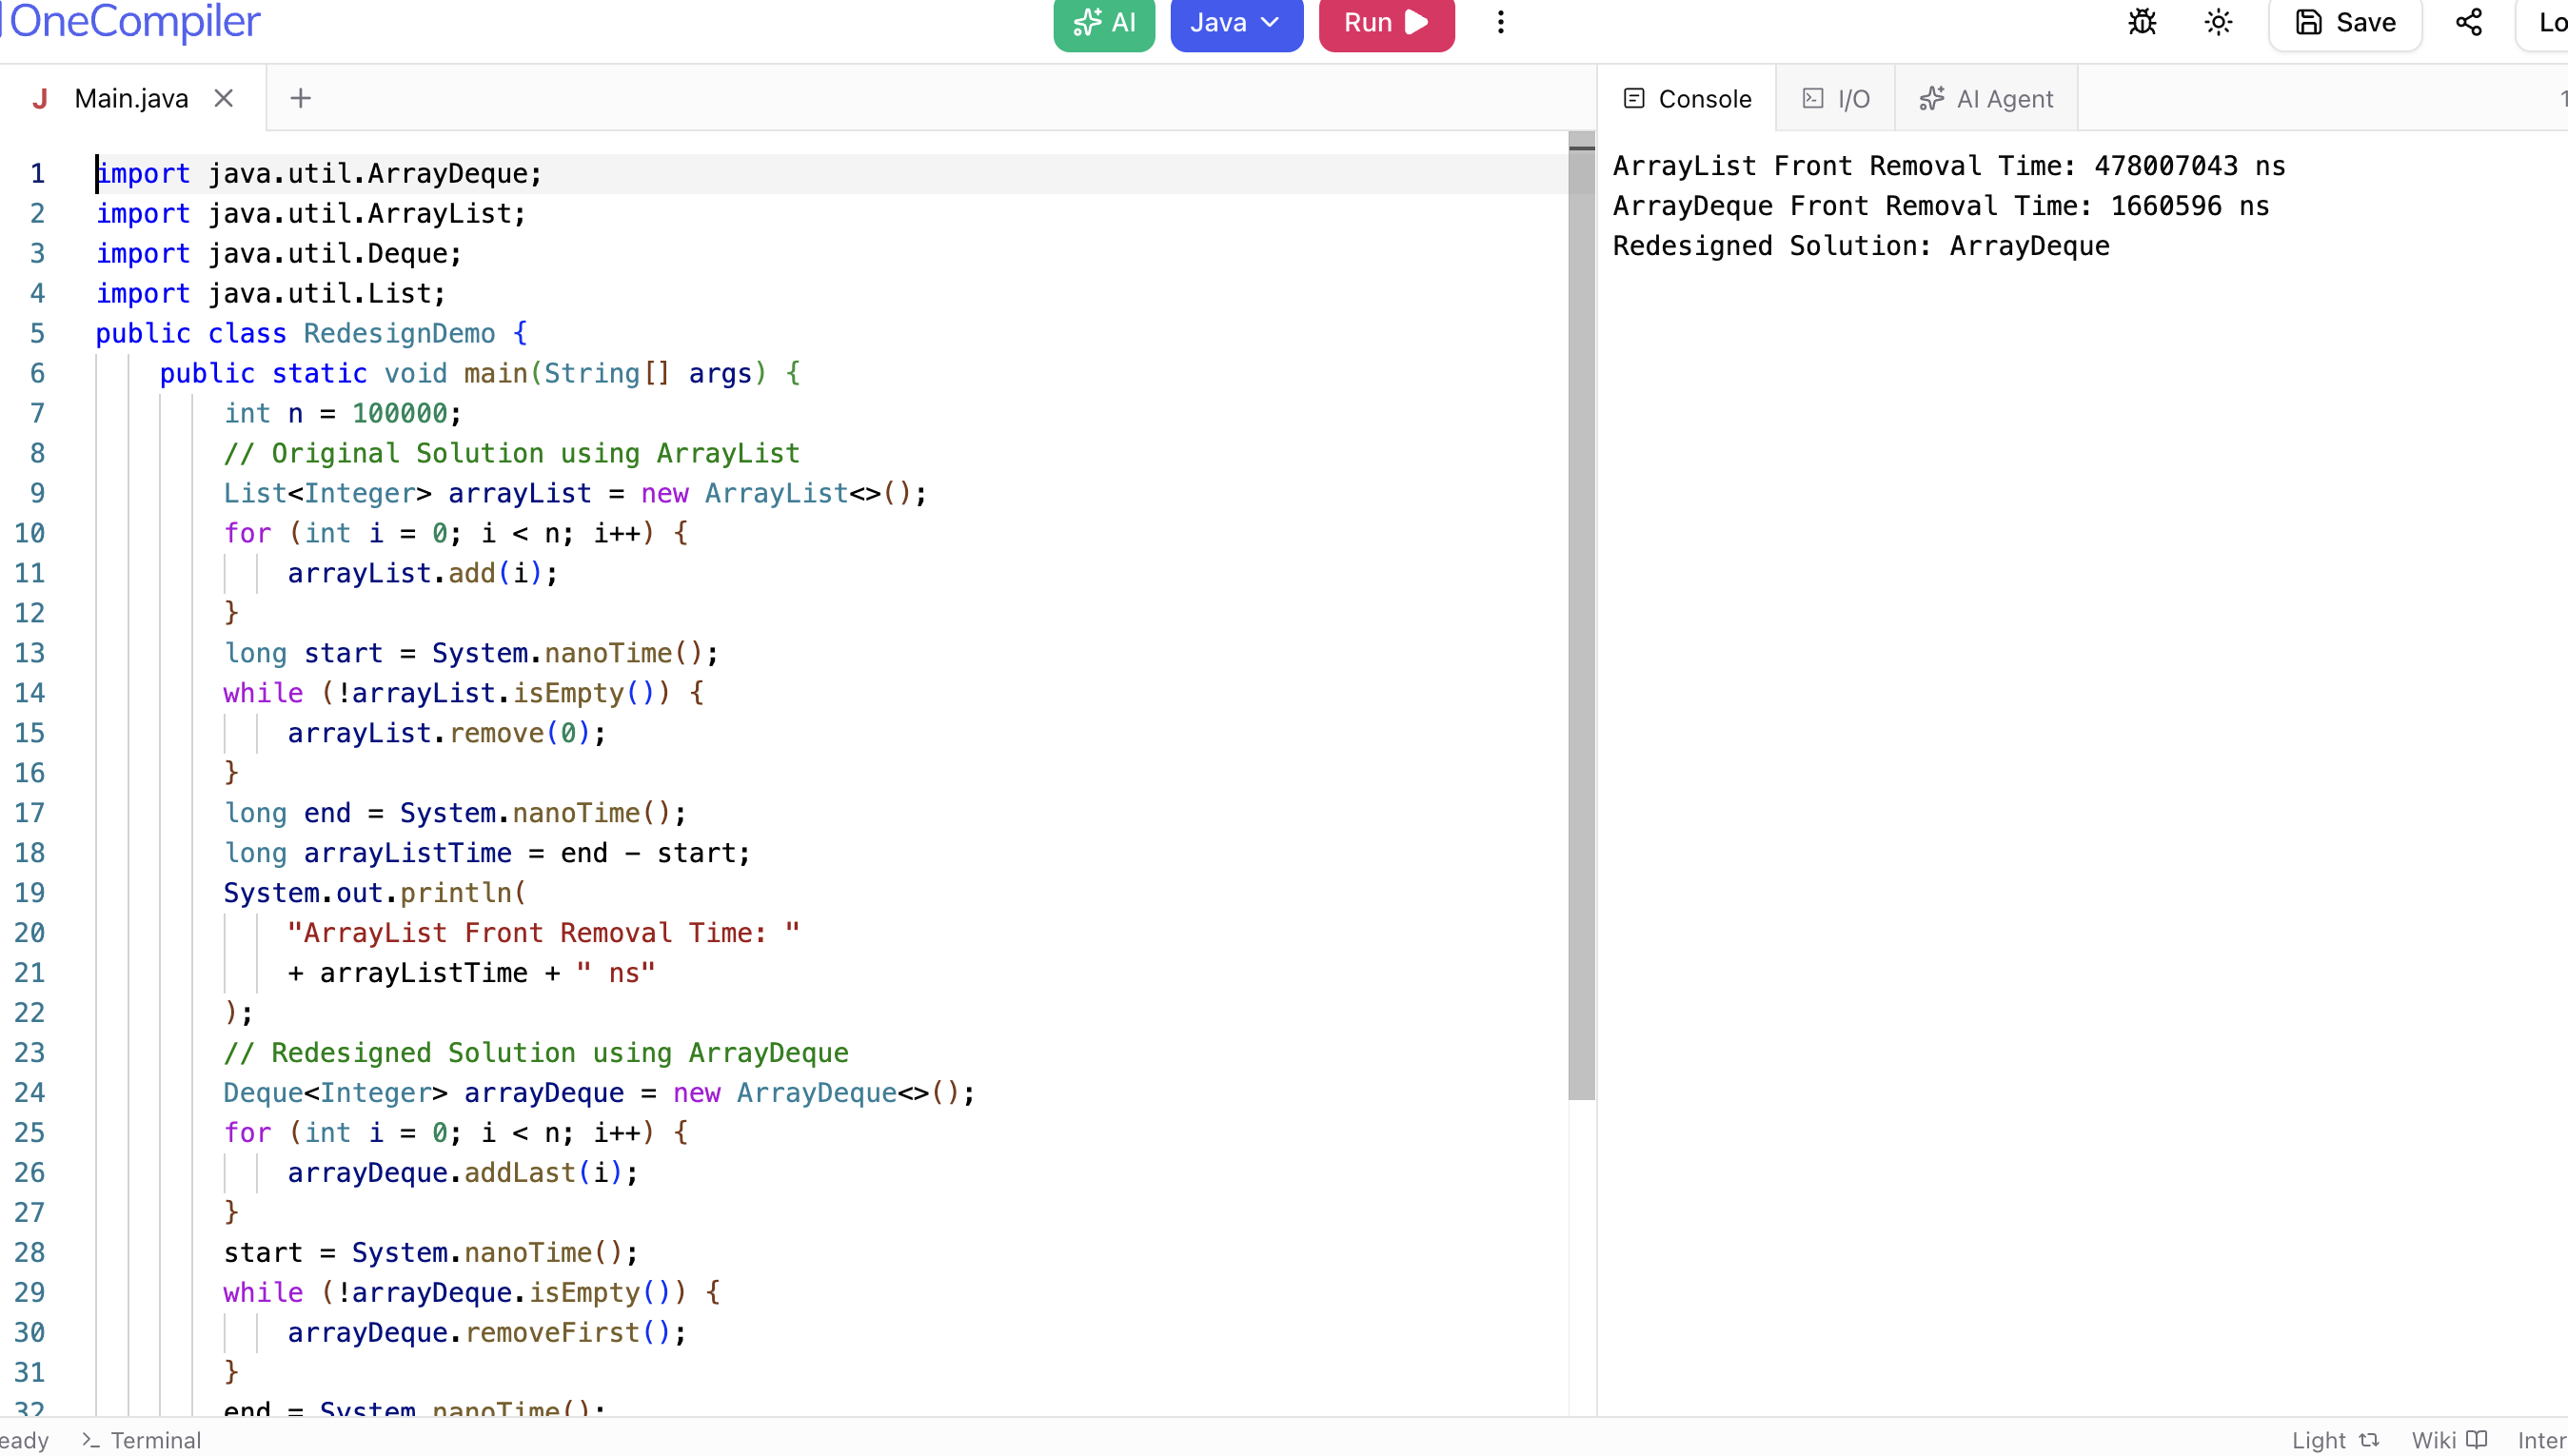 OneCompiler
AI
Java
Run
Save
Main.java
Console
I/O
AI Agent
1 import java.util.ArrayDeque;
2 import java.util.ArrayList;
3 import java.util.Deque;
4 import java.util.List;
5 public class RedesignDemo {
6 public static void main(String[] args) {
7 int n = 100000;
8 // Original Solution using ArrayList
9 List<Integer> arrayList = new ArrayList<>();
10 for (int i = 0; i < n; i++) {
11 arrayList.add(i);
12 }
13 long start = System.nanoTime();
14 while (!arrayList.isEmpty()) {
15 arrayList.remove(0);
16 }
17 long end = System.nanoTime();
18 long arrayListTime = end - start;
19 System.out.println(
20 "ArrayList Front Removal Time: "
21 + arrayListTime + " ns"
22 );
23 // Redesigned Solution using ArrayDeque
24 Deque<Integer> arrayDeque = new ArrayDeque<>();
25 for (int i = 0; i < n; i++) {
26 arrayDeque.addLast(i);
27 }
28 start = System.nanoTime();
29 while (!arrayDeque.isEmpty()) {
30 arrayDeque.removeFirst();
31 }
32 end = System.nanoTime();
ArrayList Front Removal Time: 478007043 ns
ArrayDeque Front Removal Time: 1660596 ns
Redesigned Solution: ArrayDeque
Terminal
Light
Wiki